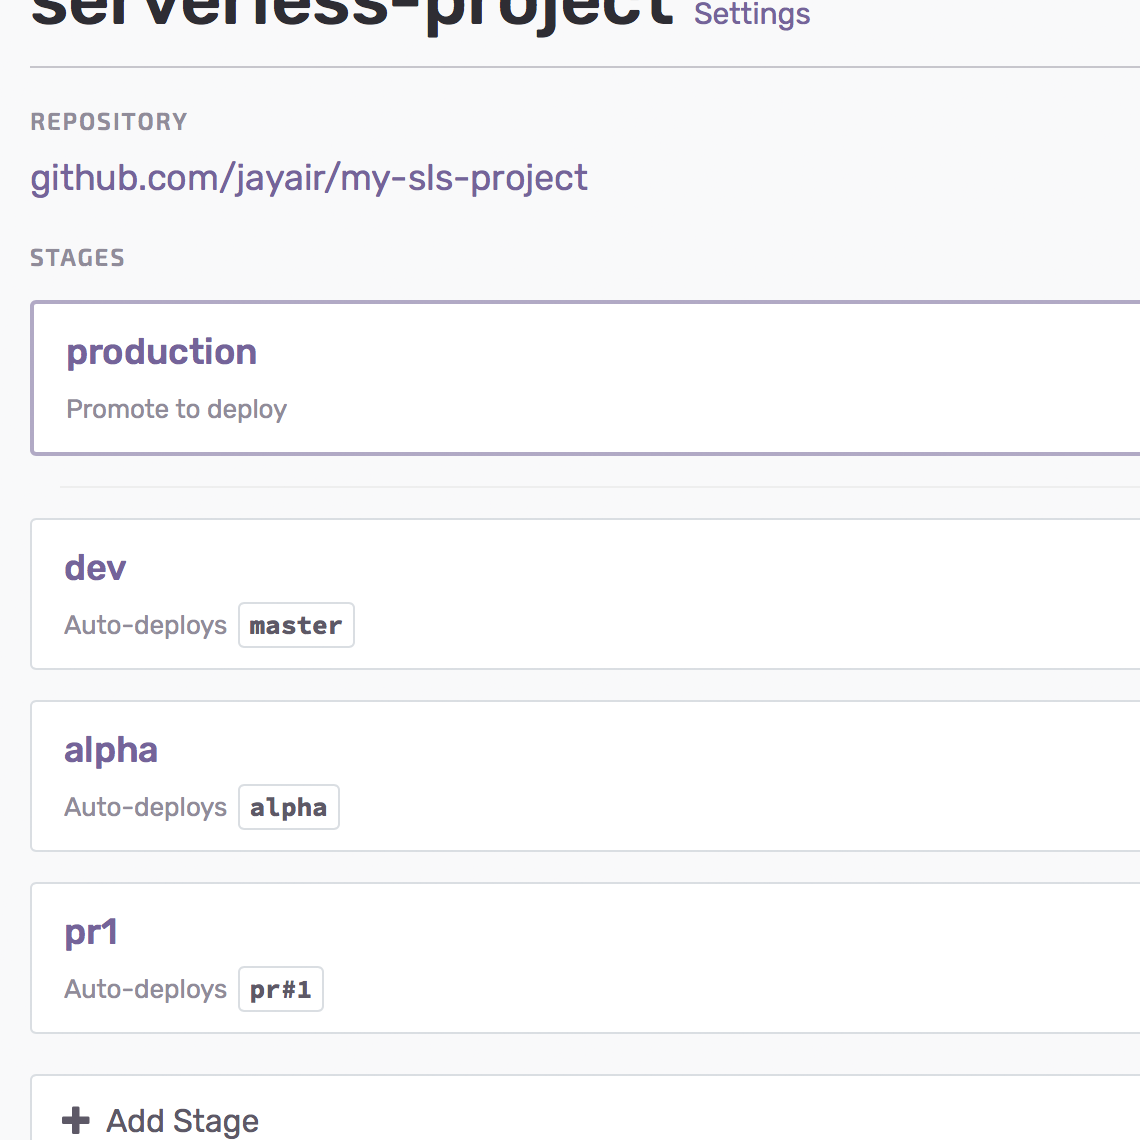 serverless-project Settings
REPOSITORY
github.com/jayair/my-sls-project
STAGES
production
Promote to deploy
dev
Auto-deploys master
alpha
Auto-deploys alpha
pr1
Auto-deploys pr#1
Add Stage